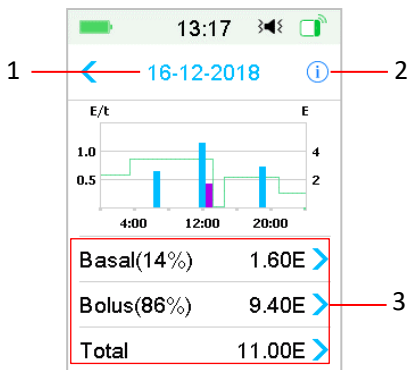 13:17
1 16-12-2018 2
E/t E
1.0 4
0.5 2
4:00 12:00 20:00
Basal(14%) 1.60E
Bolus(86%) 9.40E 3
Total 11.00E